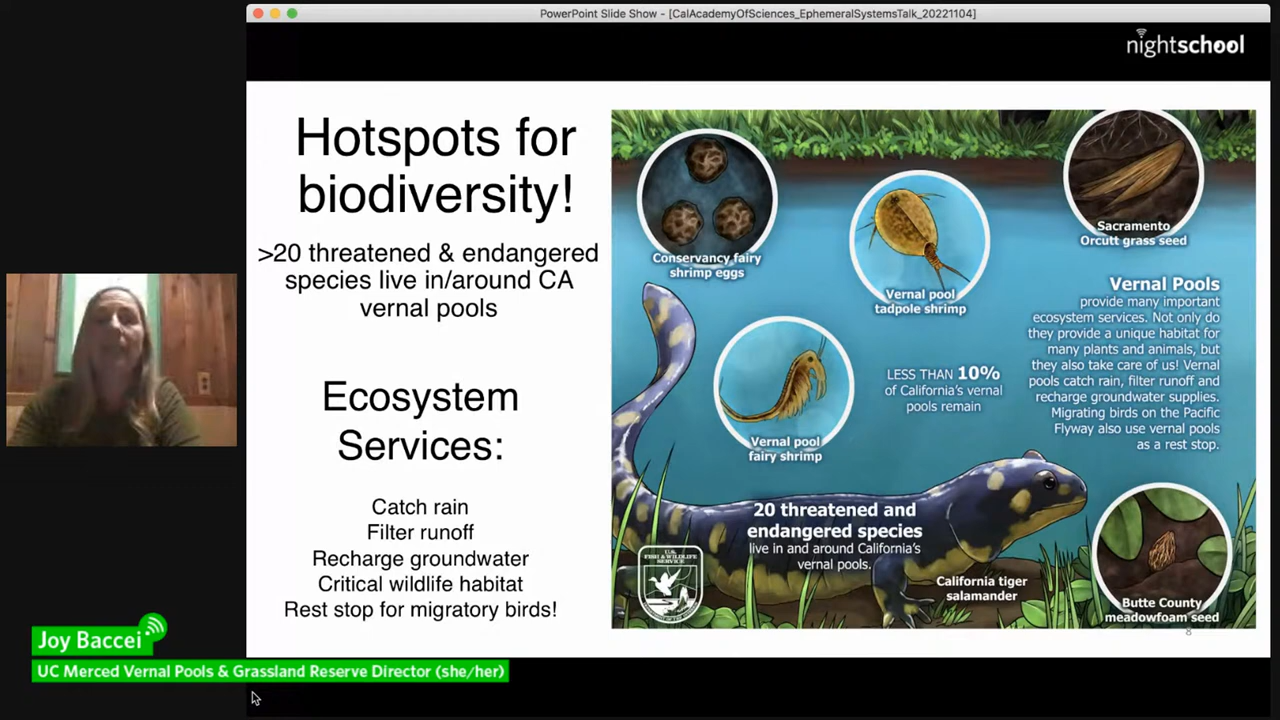 PowerPoint Slide Show - [CalAcademyOfSciences_EphemeralSystemsTalk_20221104]
nightschool
Hotspots for
biodiversity!
>20 threatened & endangered
species live in/around CA
vernal pools
Ecosystem
Services:
Catch rain
Filter runoff
Recharge groundwater
Critical wildlife habitat
Rest stop for migratory birds!
Conservancy fairy
shrimp eggs
Vernal pool
tadpole shrimp
Sacramento
Orcutt grass seed
Vernal Pools
provide many important
ecosystem services. Not only do
they provide a unique habitat for
many plants and animals, but
they also take care of us! Vernal
pools catch rain, filter runoff and
recharge groundwater supplies.
Migrating birds on the Pacific
Flyway also use vernal pools
as a rest stop.
LESS THAN 10%
of California's vernal
pools remain
Vernal pool
fairy shrimp
20 threatened and
endangered species
live in and around California's
vernal pools.
U.S.
FISH & WILDLIFE
SERVICE
California tiger
salamander
Butte County
meadowfoam seed
8
Joy Baccei
UC Merced Vernal Pools & Grassland Reserve Director (she/her)